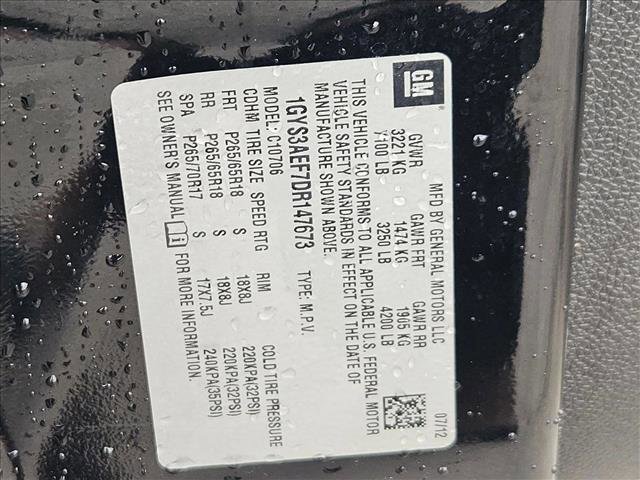 GM
MFD BY GENERAL MOTORS LLC
07/12
GVWR GAWR FRT GAWR RR
3221 KG 1474 KG 1905 KG
7100 LB 3250 LB 4200 LB
THIS VEHICLE CONFORMS TO ALL APPLICABLE U.S. FEDERAL MOTOR
VEHICLE SAFETY STANDARDS IN EFFECT ON THE DATE OF
MANUFACTURE SHOWN ABOVE.
1GYS3AEF7DR147673 TYPE: M.P.V.
MODEL: C10706
CDHM TIRE SIZE SPEED RTG RIM COLD TIRE PRESSURE
FRT P265/65R18 S 18X8J 220KPA(32PSI)
RR P265/65R18 S 18X8J 220KPA(32PSI)
SPA P265/70R17 S 17X7.5J 240KPA(35PSI)
SEE OWNER'S MANUAL i FOR MORE INFORMATION.